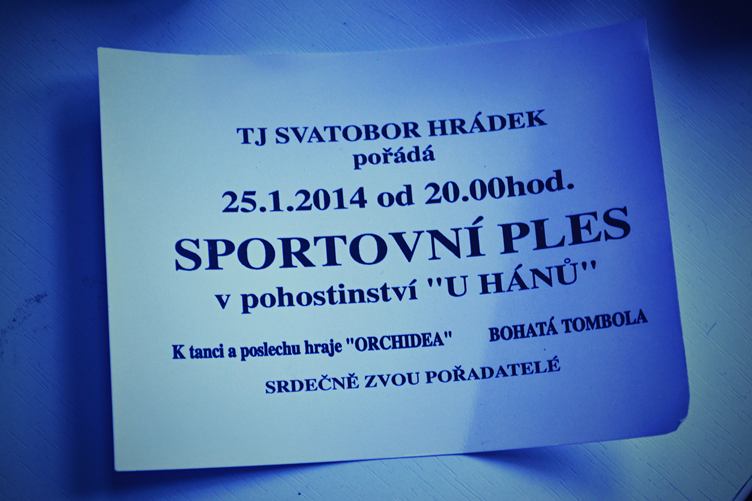 TJ SVATOBOR HRÁDEK
pořádá
25.1.2014 od 20.00hod.
SPORTOVNÍ PLES
v pohostinství "U HÁNŮ"
K tanci a poslechu hraje "ORCHIDEA" BOHATÁ TOMBOLA
SRDEČNĚ ZVOU POŘADATELÉ